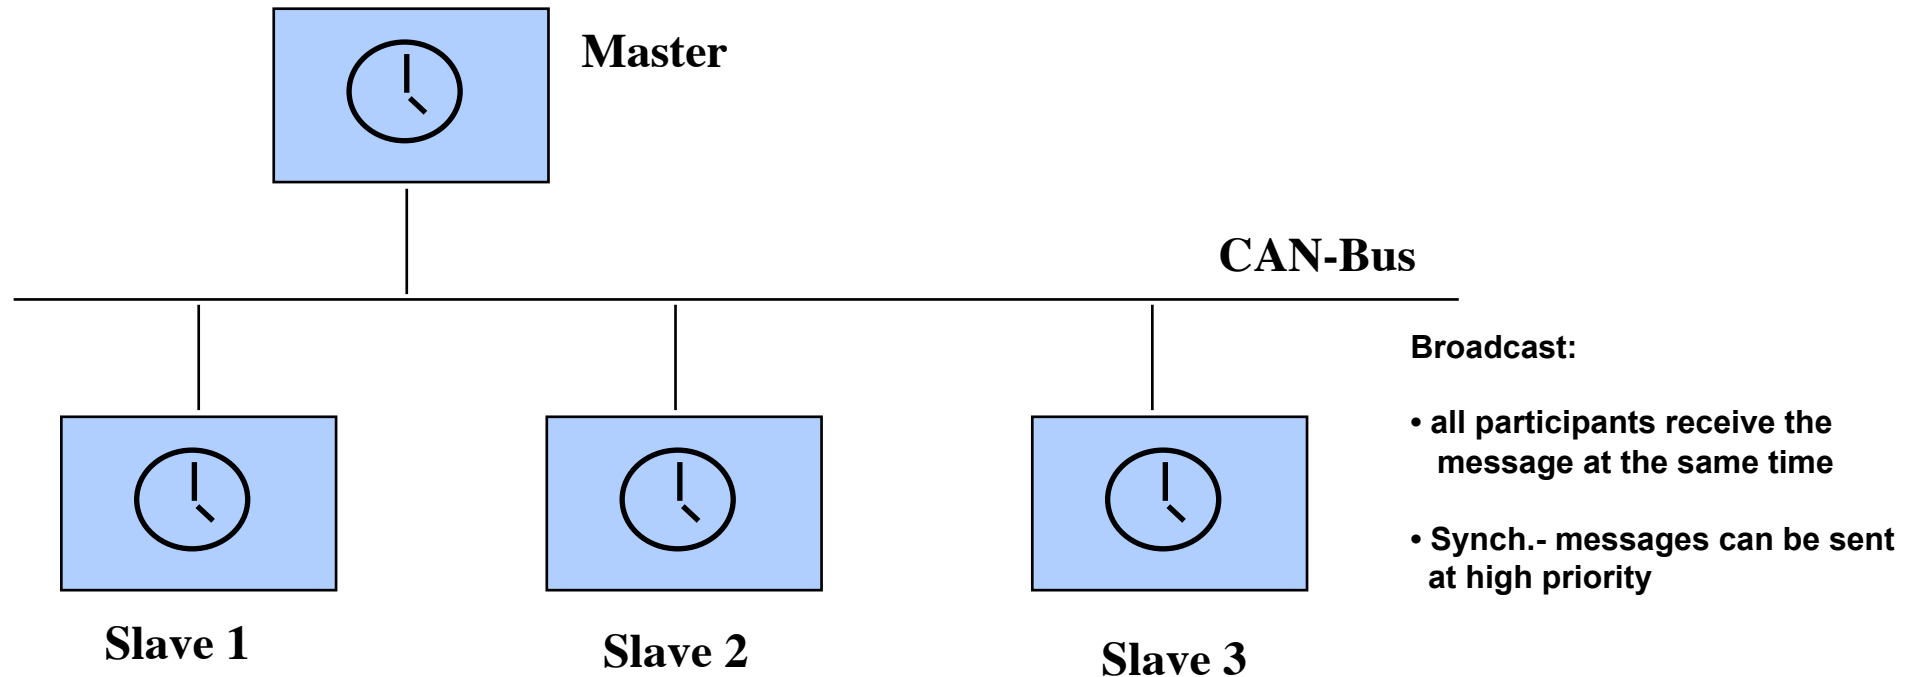 Master
CAN-Bus
Broadcast:
• all participants receive the
message at the same time
• Synch.- messages can be sent
at high priority
Slave 1
Slave 2
Slave 3